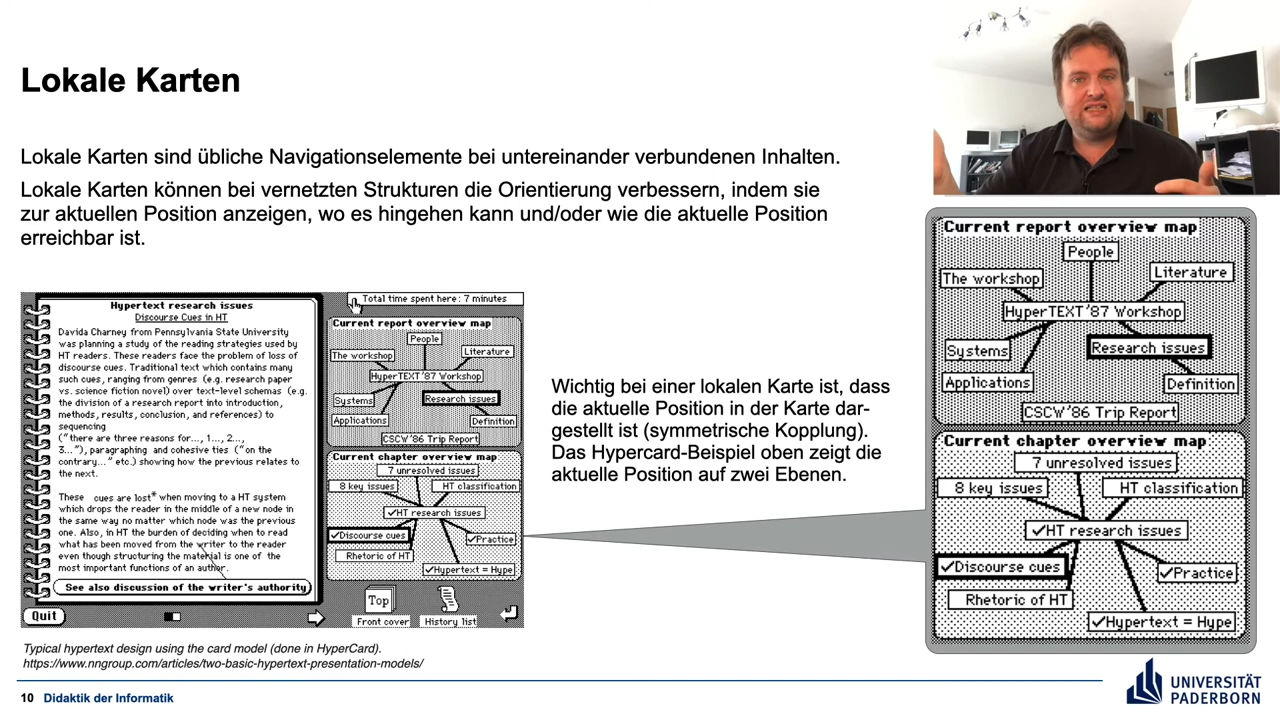 Lokale Karten
Lokale Karten sind übliche Navigationselemente bei untereinander verbundenen Inhalten.
Lokale Karten können bei vernetzten Strukturen die Orientierung verbessern, indem sie
zur aktuellen Position anzeigen, wo es hingehen kann und/oder wie die aktuelle Position
erreichbar ist.
Hypertext research issues
Discourse Cues in HT
Davida Charney from Pennsylvania State University
was planning a study of the reading strategies used by
HT readers. These readers face the problem of loss of
discourse cues. Traditional text which contains many
such cues, ranging from genres (e.g. research paper
vs. science fiction novel) over text-level schemas (e.g.
the division of a research report into introduction,
methods, results, conclusion, and references) to
sequencing
("there are three reasons for..., 1..., 2...,
3..."), paragraphing and cohesive ties ("on the
contrary..." etc.) showing how the previous relates to
the next.
These cues are lost* when moving to a HT system
which drops the reader in the middle of a new node in
the same way no matter which node was the previous
one. Also, in HT the burden of deciding when to read
what has been moved from the writer to the reader
even though structuring the material is one of the
most important functions of an author.
See also discussion of the writer's authority
Quit
Total time spent here: 7 minutes
Current report overview map
People
The workshop
Literature
HyperTEXT'87 Workshop
Systems
Research issues
Applications
Definition
CSCW'86 Trip Report
Current chapter overview map
7 unresolved issues
8 key issues
HT classification
✓HT research issues
✓Discourse cues
✓Practice
Rhetoric of HT
✓Hypertext = Hype
Top
Front cover
History list
Wichtig bei einer lokalen Karte ist, dass
die aktuelle Position in der Karte dar-
gestellt ist (symmetrische Kopplung).
Das Hypercard-Beispiel oben zeigt die
aktuelle Position auf zwei Ebenen.
Current report overview map
People
The workshop
Literature
HyperTEXT'87 Workshop
Systems
Research issues
Applications
Definition
CSCW'86 Trip Report
Current chapter overview map
7 unresolved issues
8 key issues
HT classification
✓HT research issues
✓Discourse cues
✓Practice
Rhetoric of HT
✓Hypertext = Hype
Typical hypertext design using the card model (done in HyperCard).
https://www.nngroup.com/articles/two-basic-hypertext-presentation-models/
10 Didaktik der Informatik
UNIVERSITÄT
PADERBORN